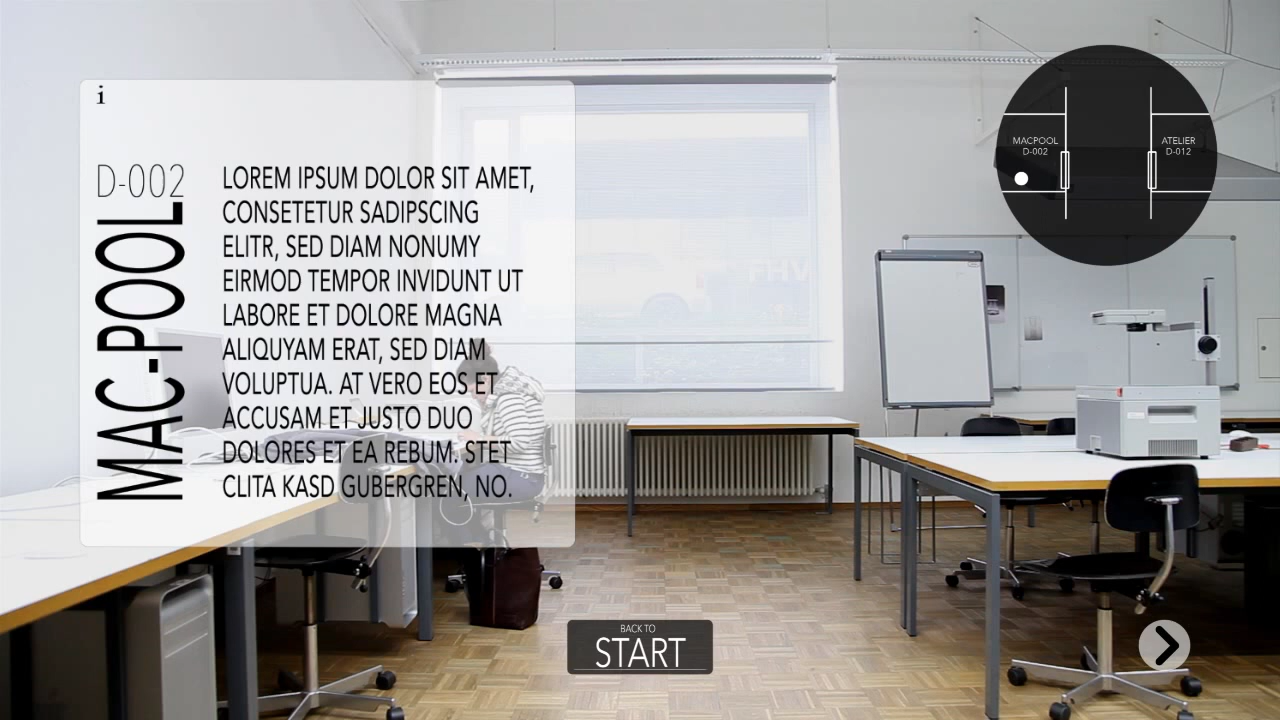 i
D-002
MAC-POOL
LOREM IPSUM DOLOR SIT AMET,
CONSETETUR SADIPSCING
ELITR, SED DIAM NONUMY
EIRMOD TEMPOR INVIDUNT UT
LABORE ET DOLORE MAGNA
ALIQUYAM ERAT, SED DIAM
VOLUPTUA. AT VERO EOS ET
ACCUSAM ET JUSTO DUO
DOLORES ET EA REBUM. STET
CLITA KASD GUBERGREN, NO.
MACPOOL
D-002
ATELIER
D-012
FHV
BACK TO
START